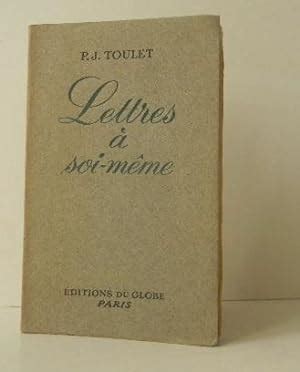 P. J. TOULET
Lettres
à
soi-même
EDITIONS DU GLOBE
PARIS